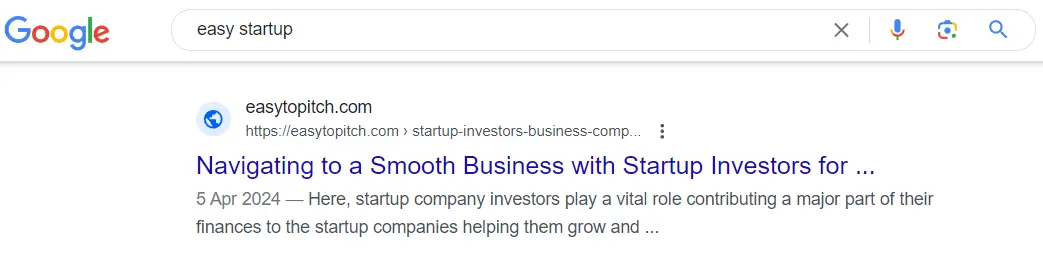 Google
easy startup
easytopitch.com
https://easytopitch.com › startup-investors-business-comp...
Navigating to a Smooth Business with Startup Investors for ...
5 Apr 2024 — Here, startup company investors play a vital role contributing a major part of their
finances to the startup companies helping them grow and ...